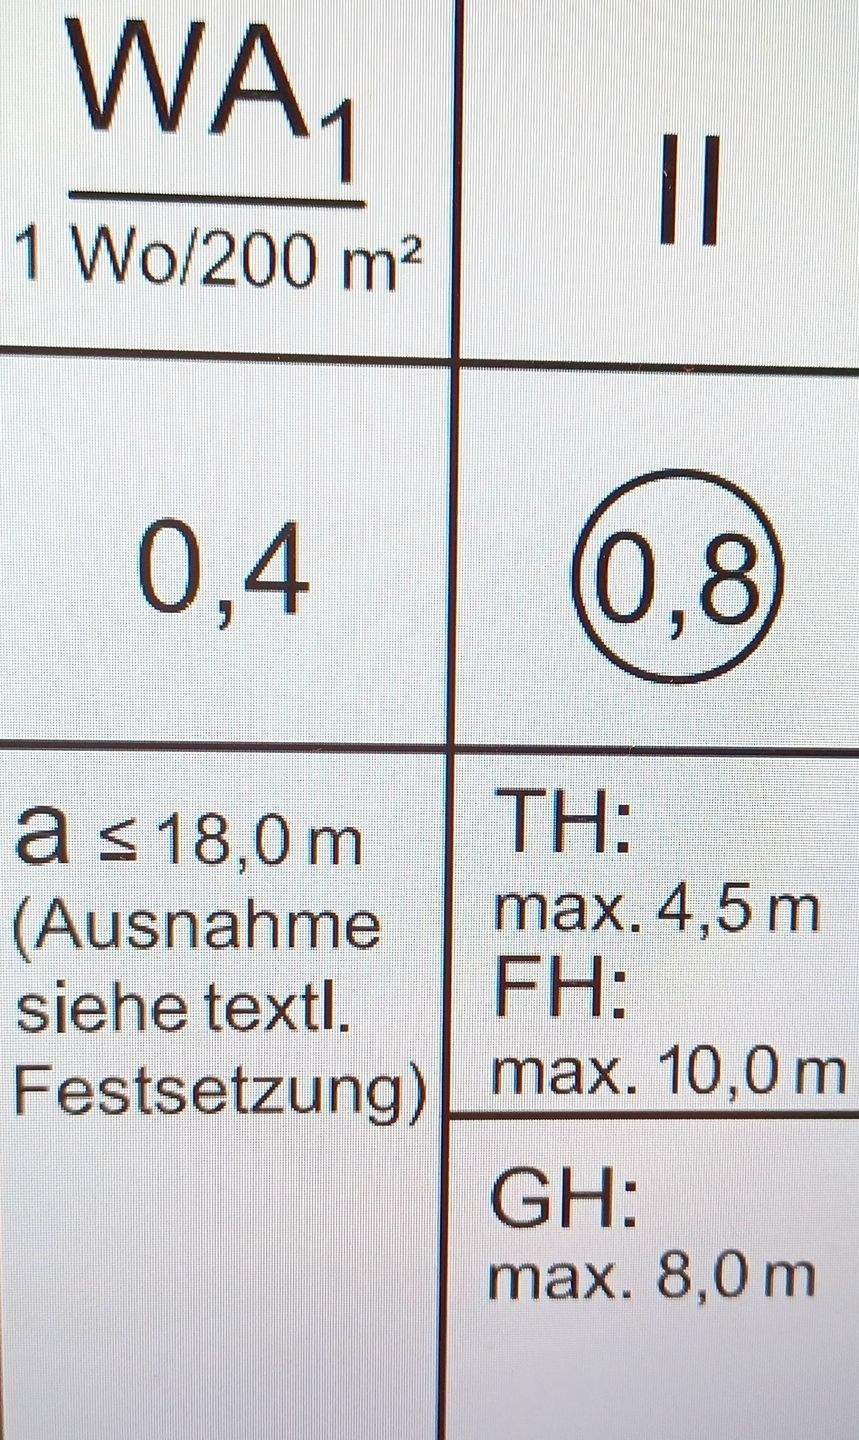 WA₁
1 Wo/200 m²
II
0,4
0,8
a ≤ 18,0 m
(Ausnahme
siehe textl.
Festsetzung)
TH:
max. 4,5 m
FH:
max. 10,0 m
GH:
max. 8,0 m